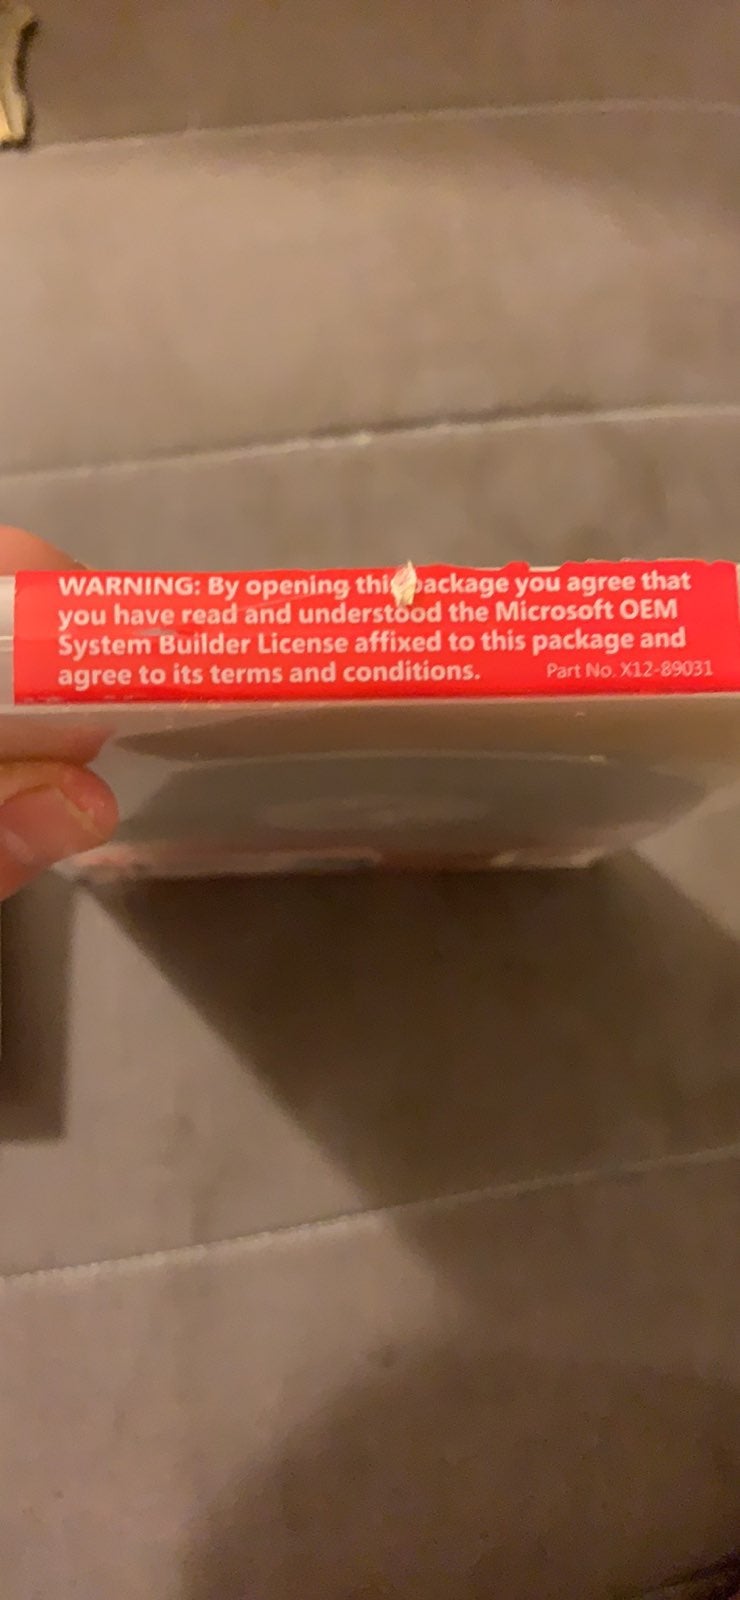 WARNING: By opening this package you agree that
you have read and understood the Microsoft OEM
System Builder License affixed to this package and
agree to its terms and conditions. Part No. X12-89031